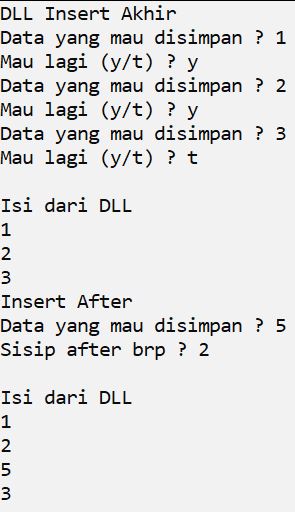 DLL Insert Akhir
Data yang mau disimpan ? 1
Mau lagi (y/t) ? y
Data yang mau disimpan ? 2
Mau lagi (y/t) ? y
Data yang mau disimpan ? 3
Mau lagi (y/t) ? t
Isi dari DLL
1
2
3
Insert After
Data yang mau disimpan ? 5
Sisip after brp ? 2
Isi dari DLL
1
2
5
3